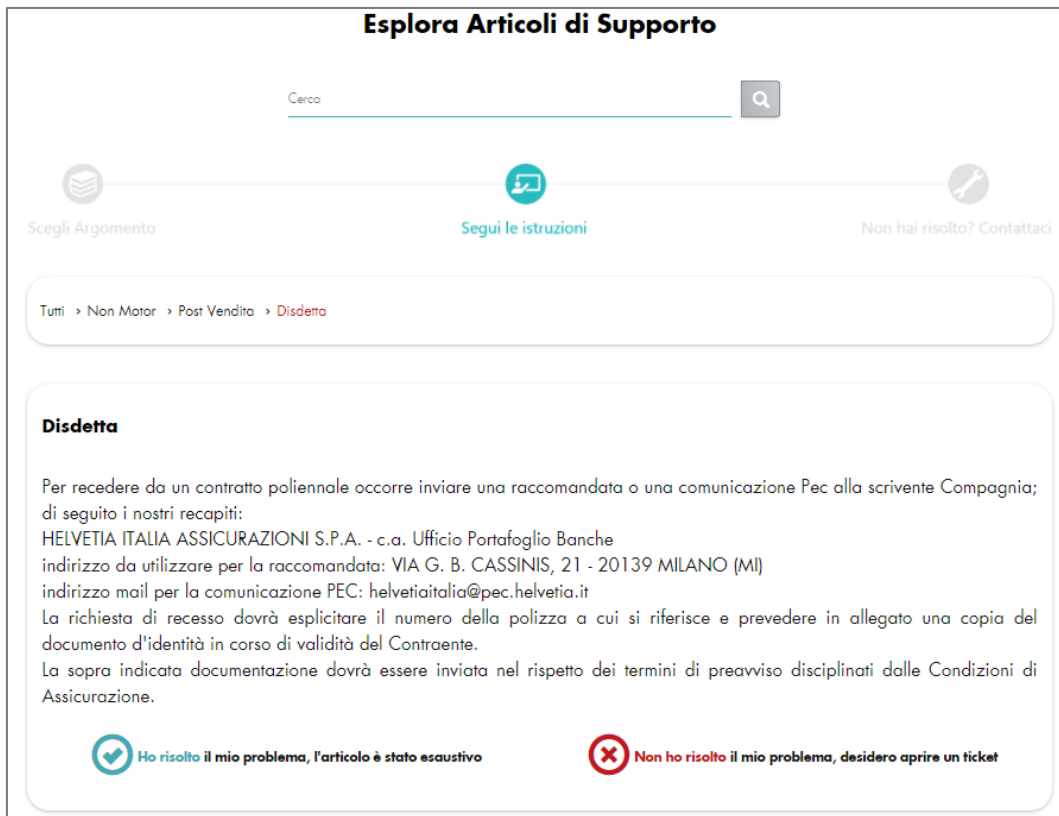 Esplora Articoli di Supporto
Cerca
Scegli Argomento
Segui le istruzioni
Non hai risolto? Contattaci
Tutti > Non Motor > Post Vendita > Disdetta
Disdetta
Per recedere da un contratto poliennale occorre inviare una raccomandata o una comunicazione Pec alla scrivente Compagnia;
di seguito i nostri recapiti:
HELVETIA ITALIA ASSICURAZIONI S.P.A. - c.a. Ufficio Portafoglio Banche
indirizzo da utilizzare per la raccomandata: VIA G. B. CASSINIS, 21 - 20139 MILANO (MI)
indirizzo mail per la comunicazione PEC: helvetiaitalia@pec.helvetia.it
La richiesta di recesso dovrà esplicitare il numero della polizza a cui si riferisce e prevedere in allegato una copia del
documento d'identità in corso di validità del Contraente.
La sopra indicata documentazione dovrà essere inviata nel rispetto dei termini di preavviso disciplinati dalle Condizioni di
Assicurazione.
Ho risolto il mio problema, l'articolo è stato esaustivo
Non ho risolto il mio problema, desidero aprire un ticket